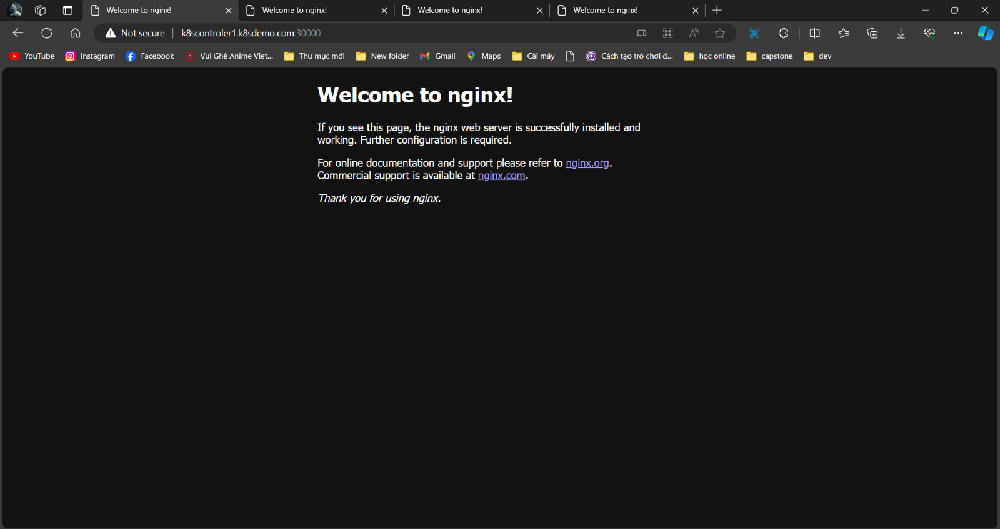 Welcome to nginx!
Welcome to nginx!
Welcome to nginx!
Welcome to nginx!
Not secure
k8scontroler1.k8sdemo.com:30000
YouTube
Instagram
Facebook
Vui Ghê Anime Viet...
Thư mục mới
New folder
Gmail
Maps
Cài máy
Cách tạo trò chơi đ...
học online
capstone
dev
Welcome to nginx!
If you see this page, the nginx web server is successfully installed and
working. Further configuration is required.
For online documentation and support please refer to nginx.org.
Commercial support is available at nginx.com.
Thank you for using nginx.